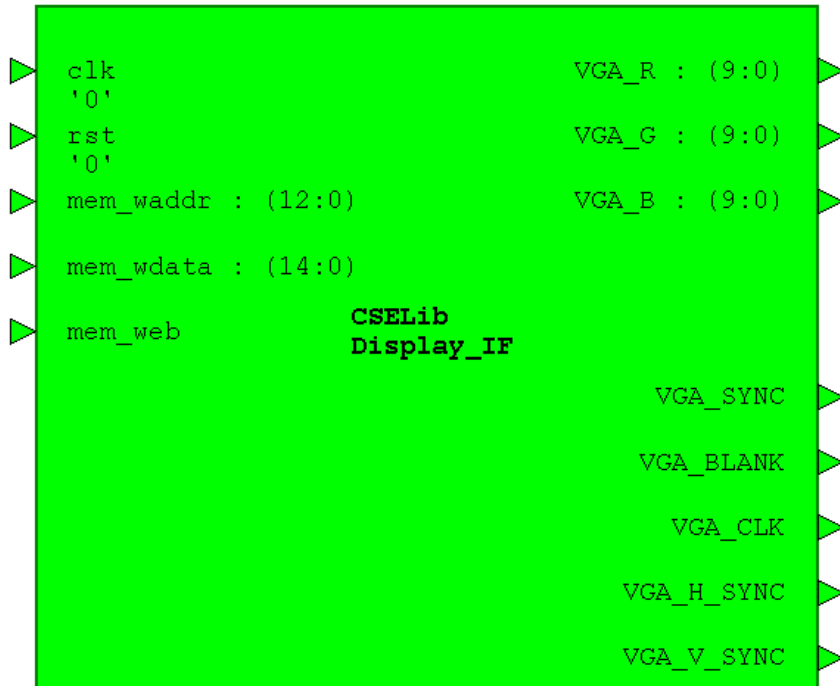 clk VGA_R : (9:0)
'0'
rst VGA_G : (9:0)
'0'
mem_waddr : (12:0) VGA_B : (9:0)
mem_wdata : (14:0)
mem_web
CSELib
Display_IF
VGA_SYNC
VGA_BLANK
VGA_CLK
VGA_H_SYNC
VGA_V_SYNC